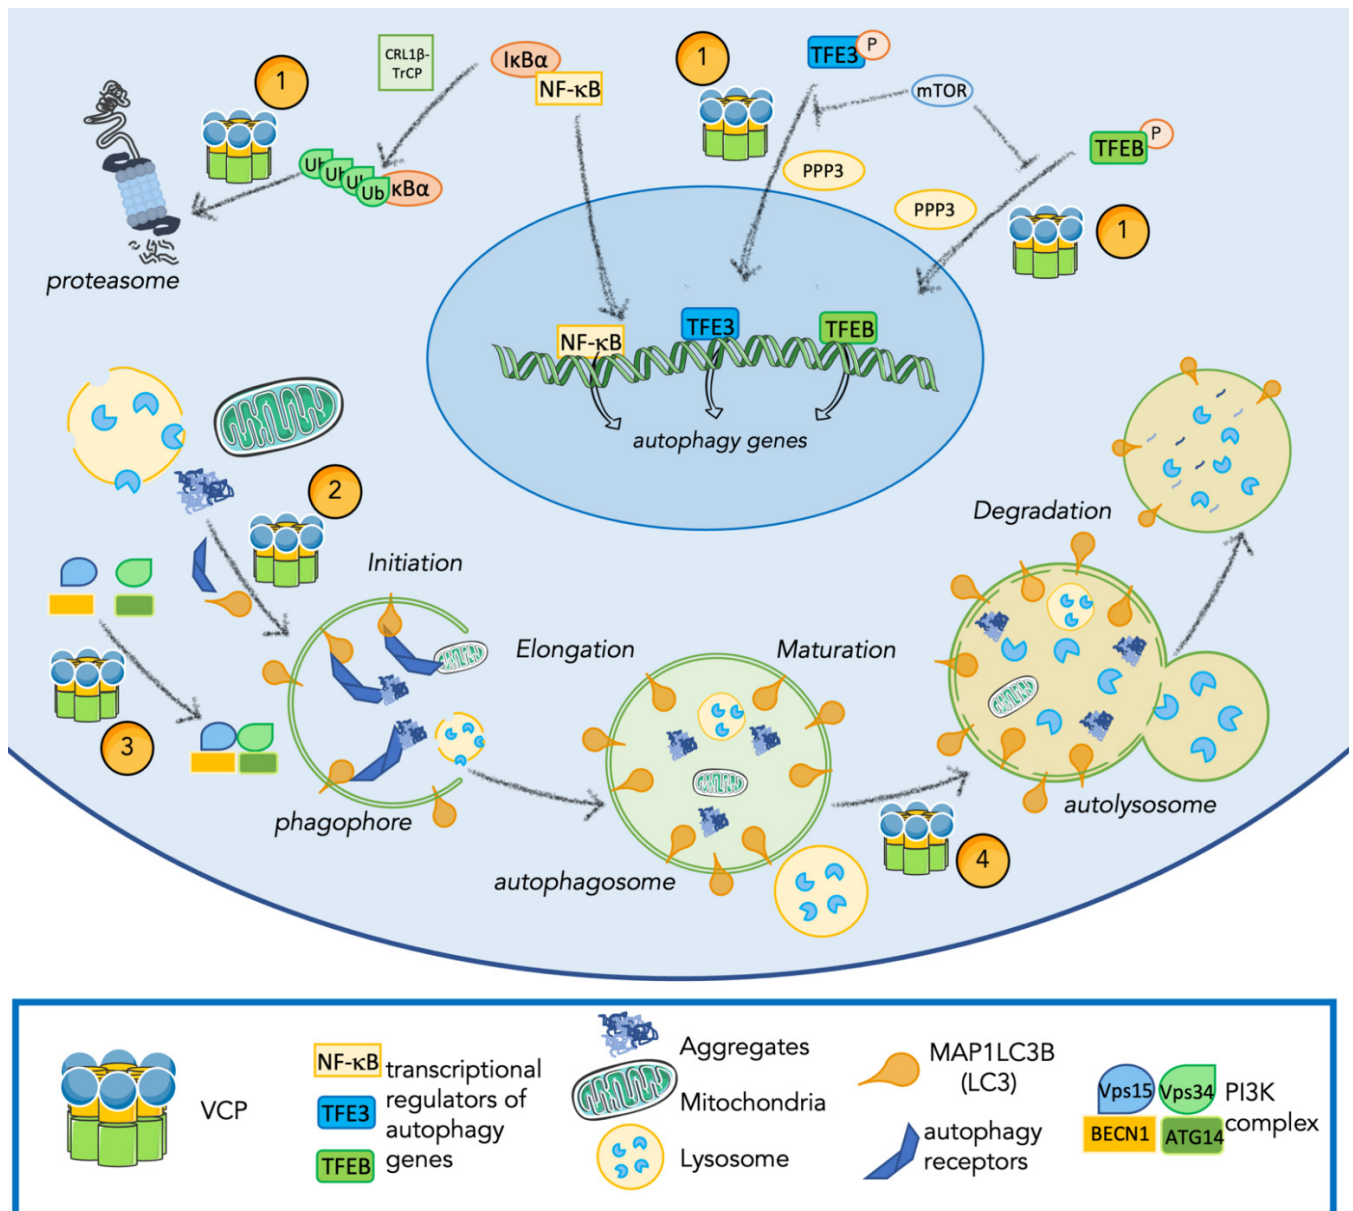 CRL1β-
TrCP
IκBα
NF-κB
1
1
TFE3
P
mTOR
TFEB
P
PPP3
PPP3
1
Ub
Ub
Ub
Ub
κBα
proteasome
NF-κB
TFE3
TFEB
autophagy genes
2
Initiation
Elongation
Maturation
Degradation
3
phagophore
autophagosome
4
autolysosome
VCP
NF-κB
TFE3
TFEB
transcriptional
regulators of
autophagy
genes
Aggregates
Mitochondria
Lysosome
MAP1LC3B
(LC3)
autophagy
receptors
Vps15
Vps34
BECN1
ATG14
PI3K
complex